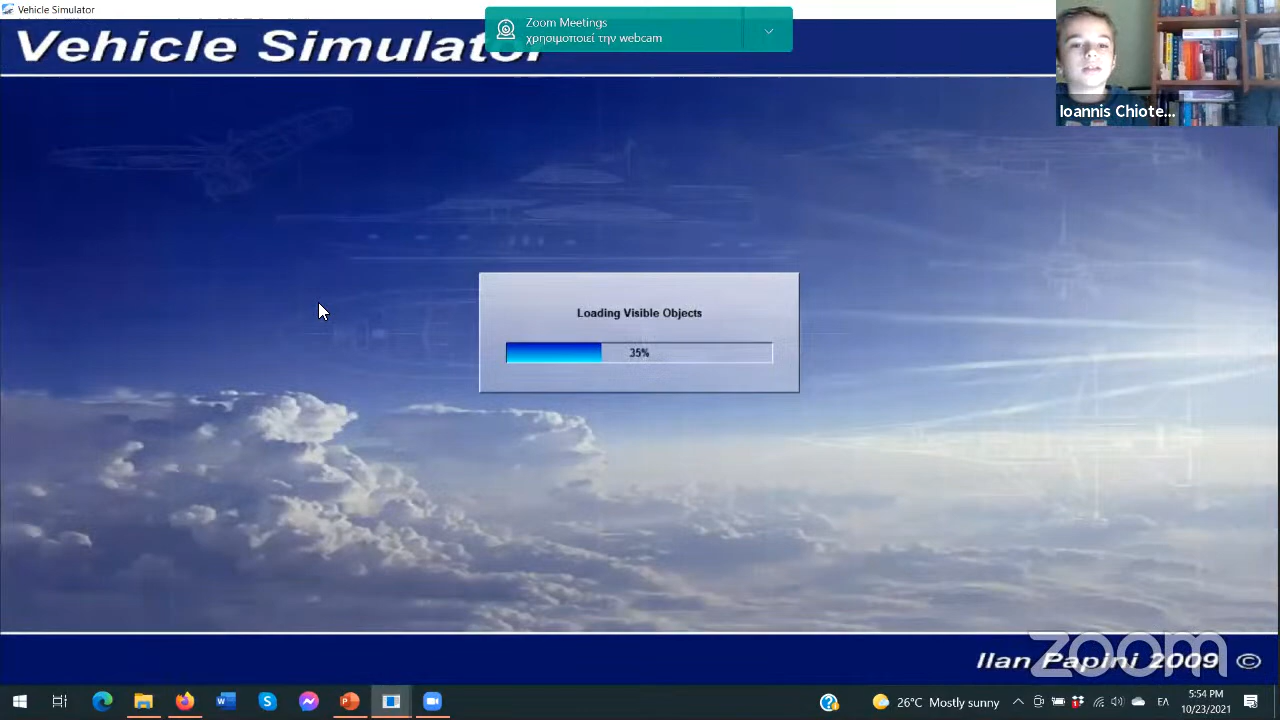 Vehicle Simulator
Zoom Meetings
χρησιμοποιεί την webcam
Vehicle Simulator
Ioannis Chiote...
Loading Visible Objects
35%
zoom
Ilan Papini 2009 ©
26°C Mostly sunny
ΕΛ
5:54 PM
10/23/2021